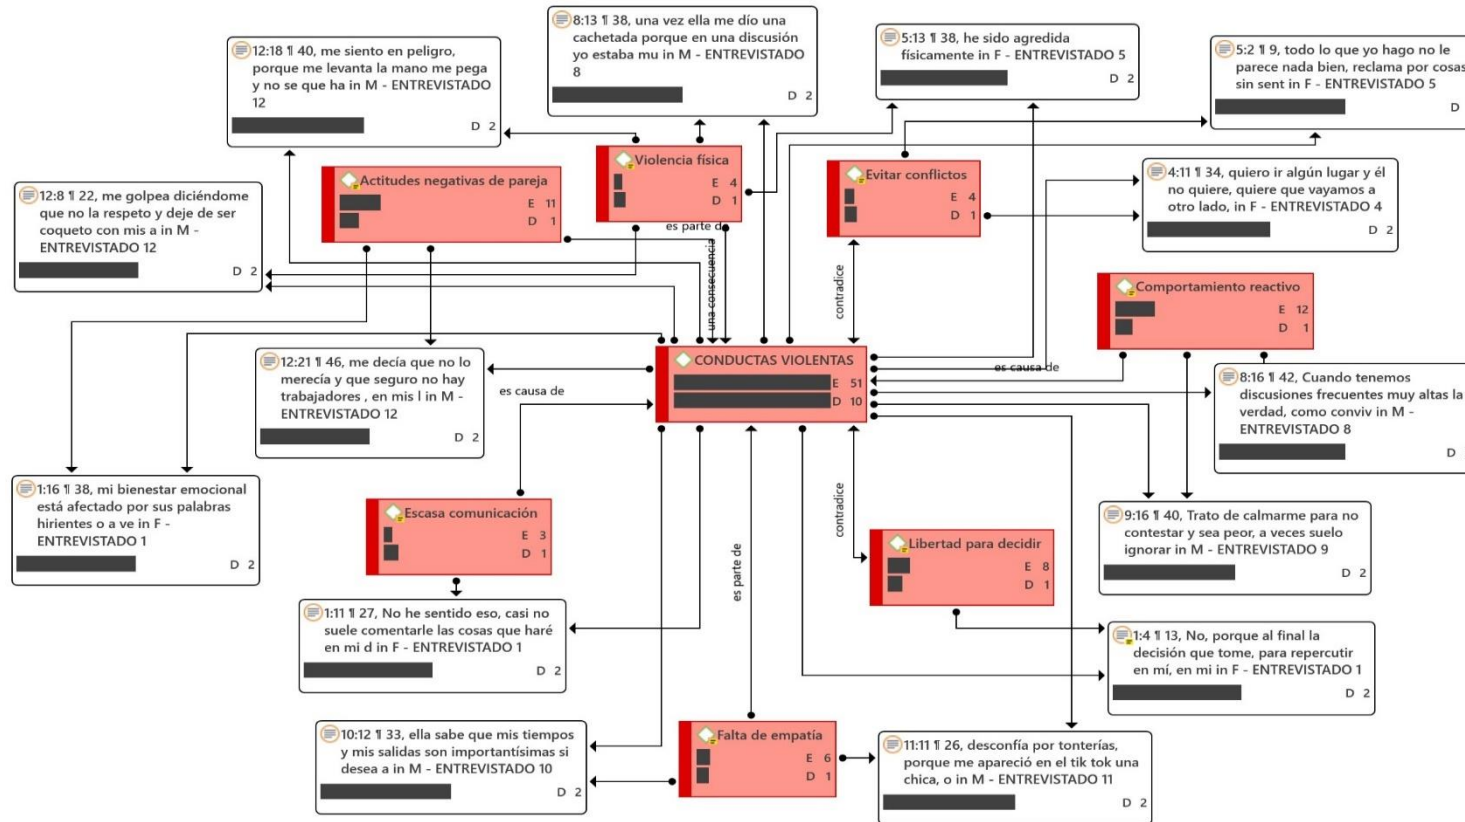 8:13 ¶ 38, una vez ella me dío una
cachetada porque en una discusión
yo estaba mu in M - ENTREVISTADO
8
D 2
12:18 ¶ 40, me siento en peligro,
porque me levanta la mano me pega
y no se que ha in M - ENTREVISTADO
12
D 2
5:13 ¶ 38, he sido agredida
físicamente in F - ENTREVISTADO 5
D 2
5:2 ¶ 9, todo lo que yo hago no le
parece nada bien, reclama por cosas
sin sent in F - ENTREVISTADO 5
D
Violencia física
E 4
D 1
Actitudes negativas de pareja
E 11
D 1
Evitar conflictos
E 4
D 1
4:11 ¶ 34, quiero ir algún lugar y él
no quiere, quiere que vayamos a
otro lado, in F - ENTREVISTADO 4
D 2
12:8 ¶ 22, me golpea diciéndome
que no la respeto y deje de ser
coqueto con mis a in M -
ENTREVISTADO 12
D 2
es parte d
una consecuencia
contradice
Comportamiento reactivo
E 12
D 1
CONDUCTAS VIOLENTAS
E 51
D 10
12:21 ¶ 46, me decía que no lo
merecía y que seguro no hay
trabajadores , en mis l in M -
ENTREVISTADO 12
D 2
es causa de
es causa de
8:16 ¶ 42, Cuando tenemos
discusiones frecuentes muy altas la
verdad, como conviv in M -
ENTREVISTADO 8
D
1:16 ¶ 38, mi bienestar emocional
está afectado por sus palabras
hirientes o a ve in F -
ENTREVISTADO 1
D 2
Escasa comunicación
E 3
D 1
contradice
Libertad para decidir
E 8
D 1
9:16 ¶ 40, Trato de calmarme para no
contestar y sea peor, a veces suelo
ignorar in M - ENTREVISTADO 9
D 2
es parte de
1:11 ¶ 27, No he sentido eso, casi no
suele comentarle las cosas que haré
en mi d in F - ENTREVISTADO 1
D 2
1:4 ¶ 13, No, porque al final la
decisión que tome, para repercutir
en mí, en mi in F - ENTREVISTADO 1
D 2
10:12 ¶ 33, ella sabe que mis tiempos
y mis salidas son importantísimas si
desea a in M - ENTREVISTADO 10
D 2
Falta de empatía
E 6
D 1
11:11 ¶ 26, desconfía por tonterías,
porque me apareció en el tik tok una
chica, o in M - ENTREVISTADO 11
D 2